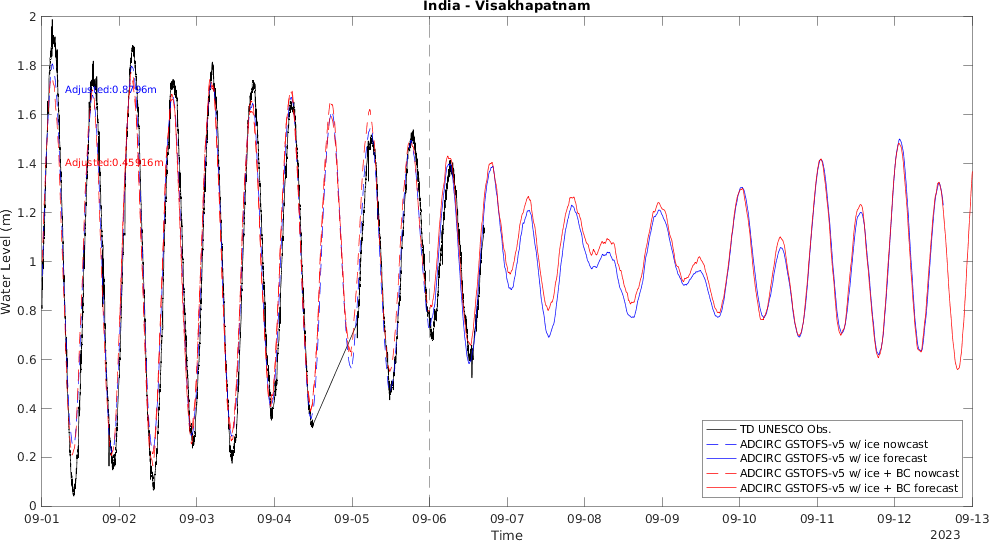 India - Visakhapatnam
2
1.8
1.6
1.4
1.2
1
0.8
0.6
0.4
0.2
0
Water Level (m)
Adjusted:0.8796m
Adjusted:0.45916m
TD UNESCO Obs.
ADCIRC GSTOFS-v5 w/ ice nowcast
ADCIRC GSTOFS-v5 w/ ice forecast
ADCIRC GSTOFS-v5 w/ ice + BC nowcast
ADCIRC GSTOFS-v5 w/ ice + BC forecast
09-01 09-02 09-03 09-04 09-05 09-06 09-07 09-08 09-09 09-10 09-11 09-12 09-13
Time
2023